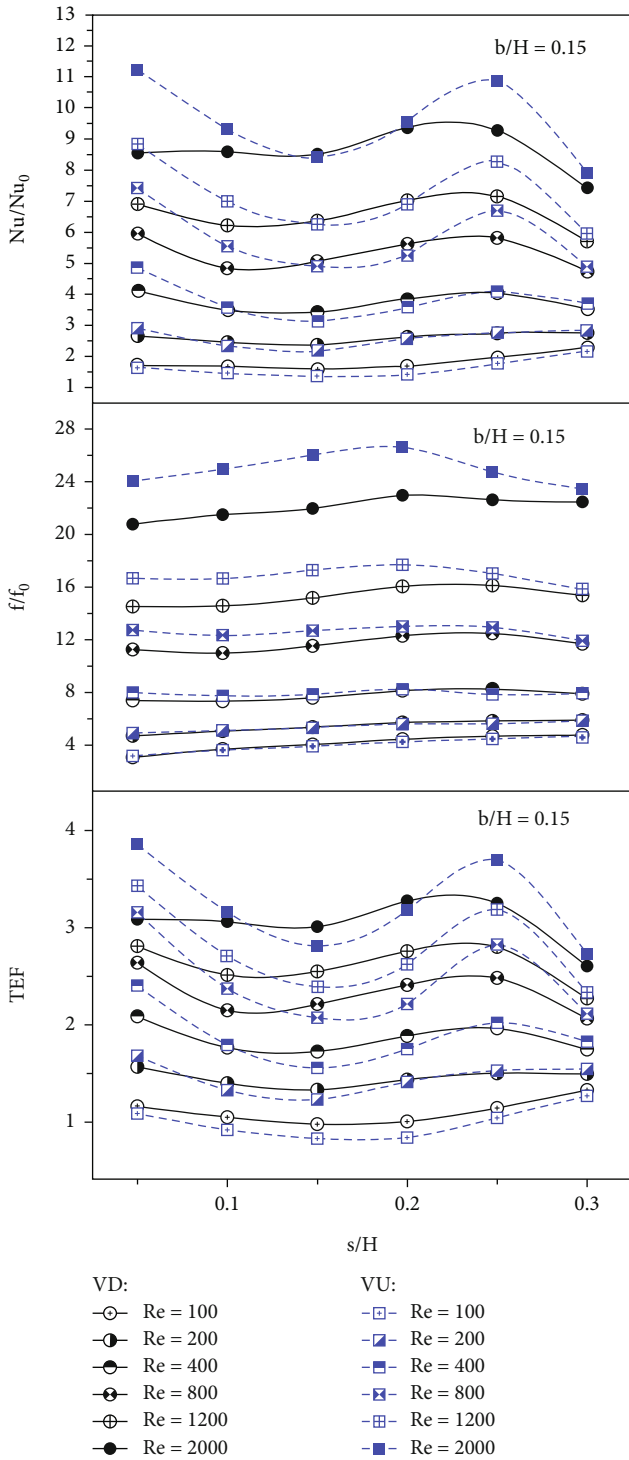 13
12
11
10
9
8
7
6
5
4
3
2
1
Nu/Nu0
b/H = 0.15
28
24
20
16
12
8
4
f/f0
b/H = 0.15
4
3
2
1
TEF
b/H = 0.15
0.1 0.2 0.3
s/H
VD:
Re = 100
Re = 200
Re = 400
Re = 800
Re = 1200
Re = 2000
VU:
Re = 100
Re = 200
Re = 400
Re = 800
Re = 1200
Re = 2000